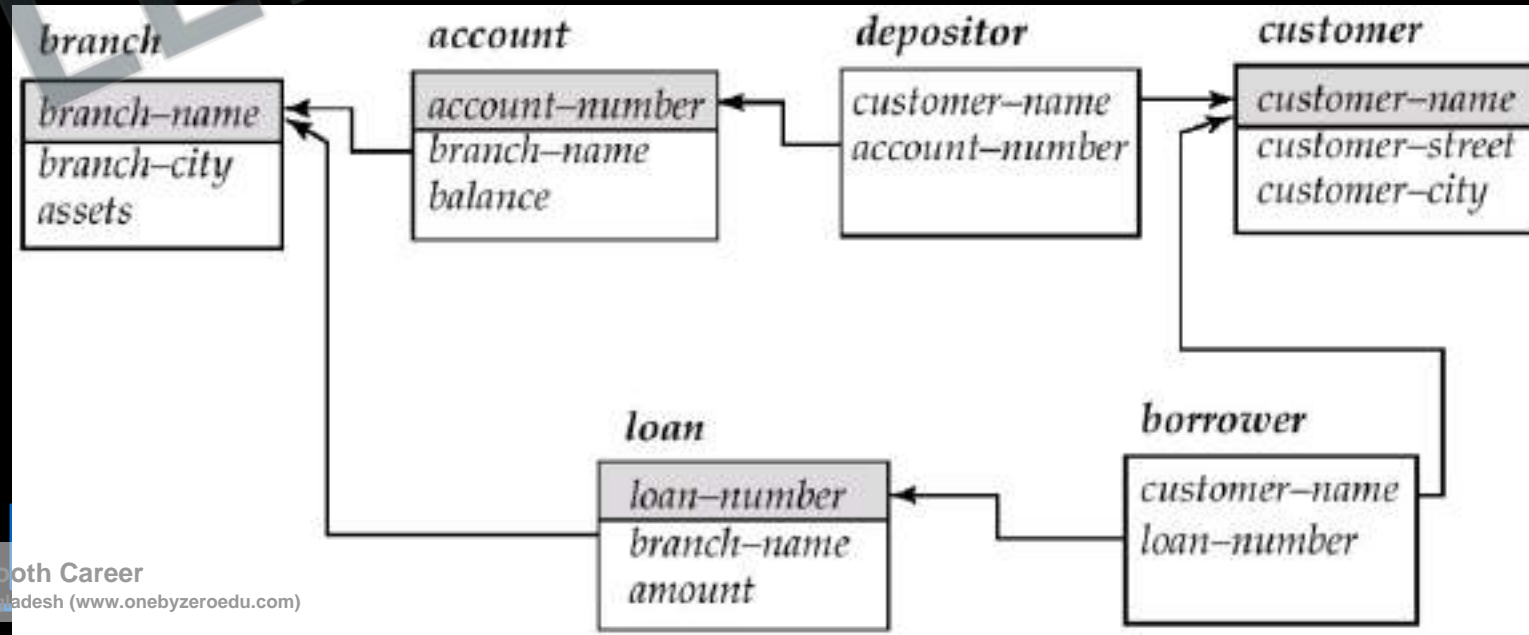 branch
branch–name
branch–city
assets
account
account–number
branch–name
balance
depositor
customer–name
account–number
customer
customer–name
customer–street
customer–city
loan
loan–number
branch–name
amount
borrower
customer–name
loan–number
Career
(www.onebyzeroedu.com)